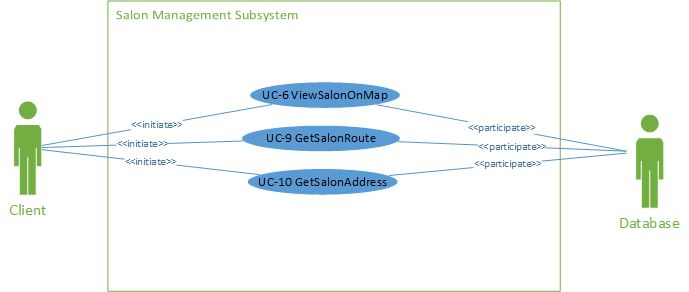 Salon Management Subsystem
UC-6 ViewSalonOnMap
<<initiate>>
<<participate>>
UC-9 GetSalonRoute
<<initiate>>
<<participate>>
<<initiate>>
<<participate>>
UC-10 GetSalonAddress
Client
Database